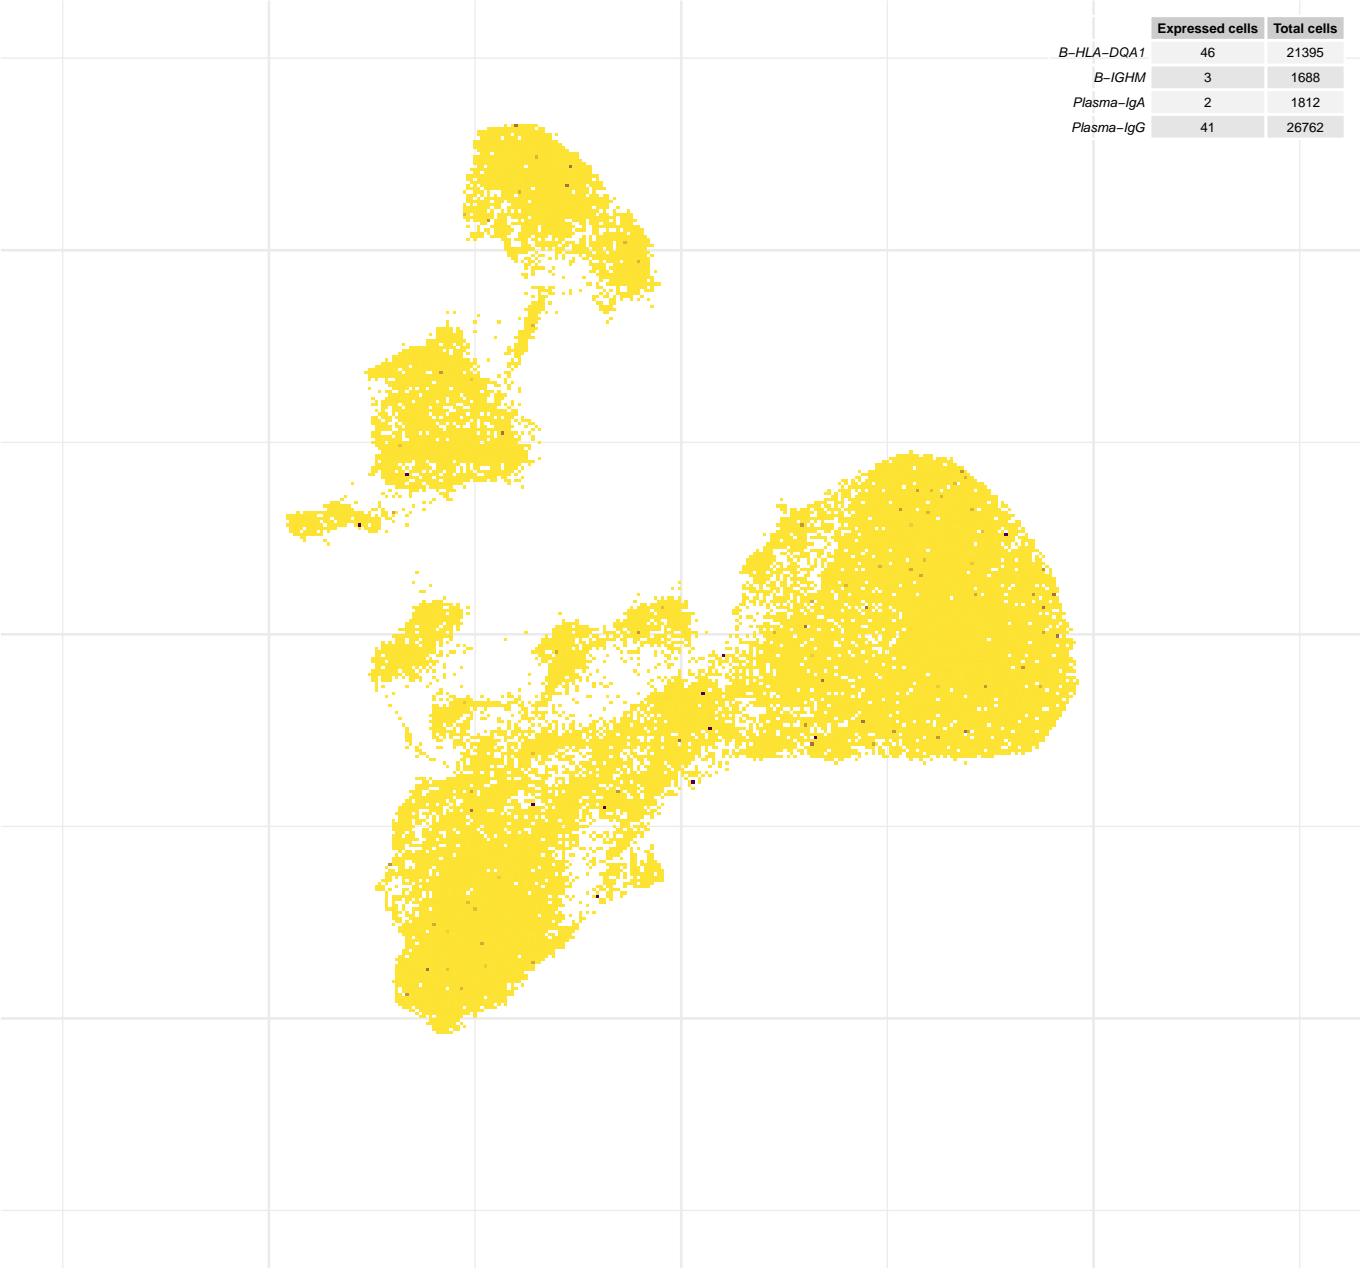 Expressed cells Total cells
B−HLA−DQA1 46 21395
B−IGHM 3 1688
Plasma−IgA 2 1812
Plasma−IgG 41 26762